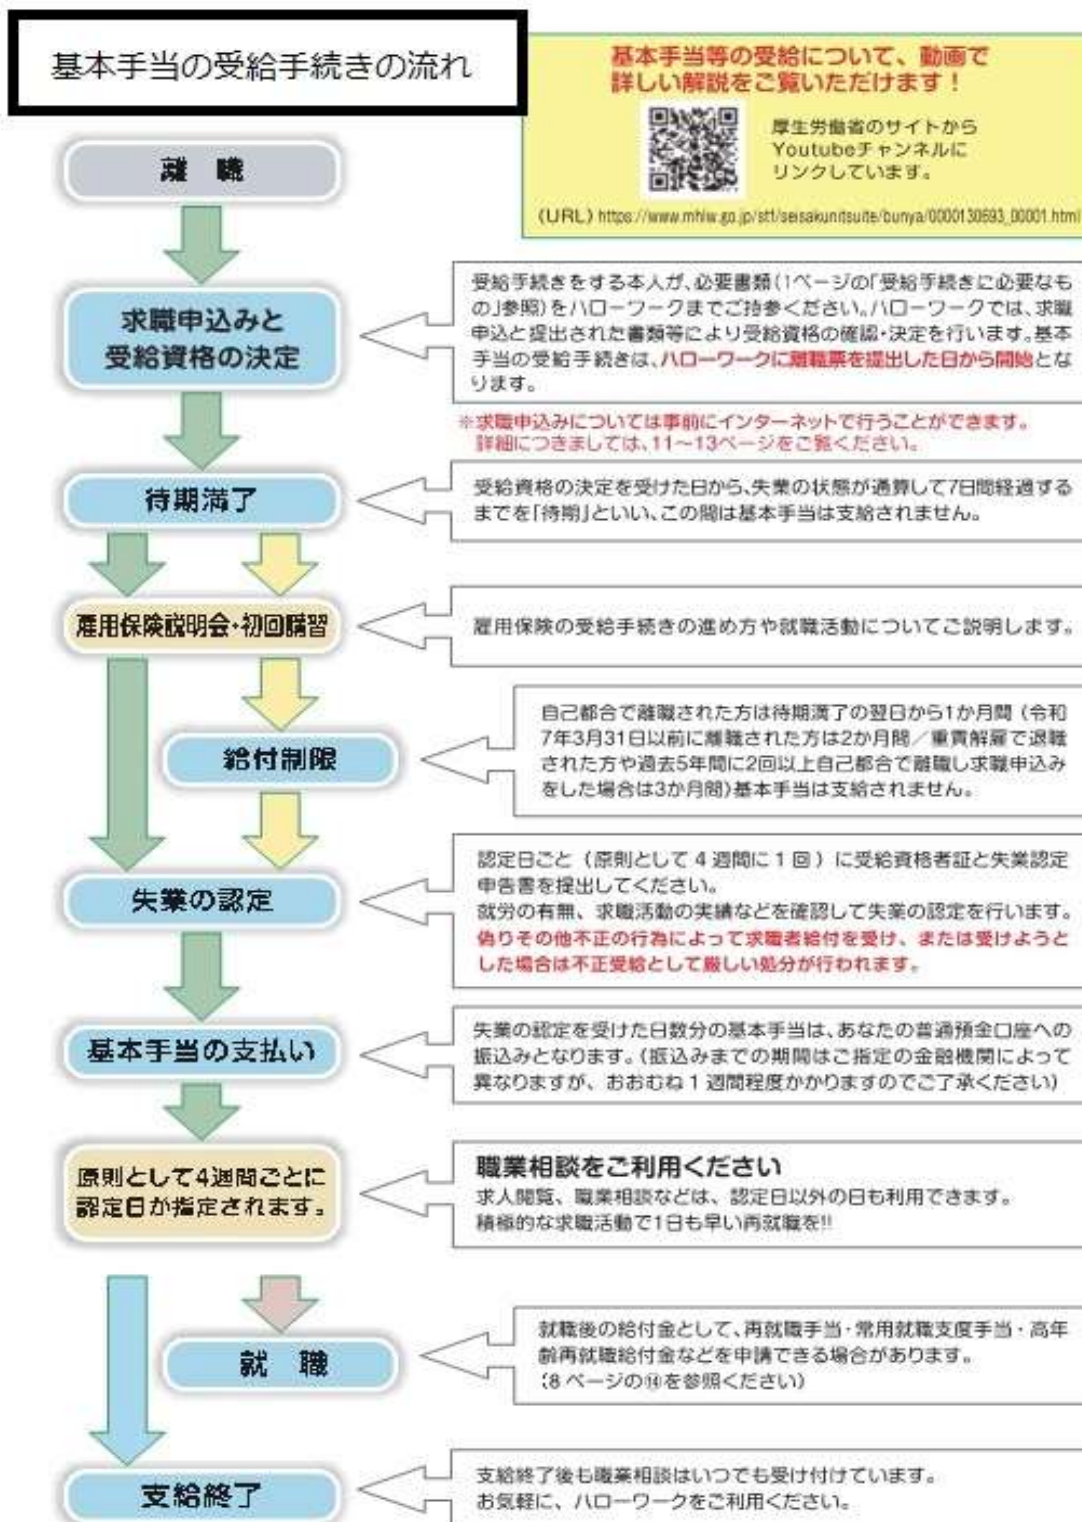 基本手当の受給手続きの流れ
基本手当等の受給について、動画で
詳しい解説をご覧いただけます！
厚生労働省のサイトから
Youtubeチャンネルに
リンクしています。
(URL) https://www.mhlw.go.jp/stf/seisakunitsuite/bunya/0000130693_00001.html
離　職
求職申込みと
受給資格の決定
受給手続きをする本人が、必要書類(1ページの「受給手続きに必要なも
の」参照)をハローワークまでご持参ください。ハローワークでは、求職
申込と提出された書類等により受給資格の確認・決定を行います。基本
手当の受給手続きは、ハローワークに離職票を提出した日から開始とな
ります。
※求職申込みについては事前にインターネットで行うことができます。
詳細につきましては、11～13ページをご覧ください。
待期満了
受給資格の決定を受けた日から、失業の状態が通算して7日間経過する
までを「待期」といい、この間は基本手当は支給されません。
雇用保険説明会・初回講習
雇用保険の受給手続きの進め方や就職活動についてご説明します。
給付制限
自己都合で離職された方は待期満了の翌日から1か月間（令和
7年3月31日以前に離職された方は2か月間／重責解雇で退職
された方や過去5年間に2回以上自己都合で離職し求職申込み
をした場合は3か月間)基本手当は支給されません。
失業の認定
認定日ごと（原則として４週間に１回）に受給資格者証と失業認定
申告書を提出してください。
就労の有無、求職活動の実績などを確認して失業の認定を行います。
偽りその他不正の行為によって求職者給付を受け、または受けようと
した場合は不正受給として厳しい処分が行われます。
基本手当の支払い
失業の認定を受けた日数分の基本手当は、あなたの普通預金口座への
振込みとなります。(振込みまでの期間はご指定の金融機関によって
異なりますが、おおむね１週間程度かかりますのでご了承ください)
原則として4週間ごとに
認定日が指定されます。
職業相談をご利用ください
求人閲覧、職業相談などは、認定日以外の日も利用できます。
積極的な求職活動で1日も早い再就職を!!
就　職
就職後の給付金として、再就職手当・常用就職支度手当・高年
齢再就職給付金などを申請できる場合があります。
(8 ページの⑭を参照ください)
支給終了
支給終了後も職業相談はいつでも受け付けています。
お気軽に、ハローワークをご利用ください。